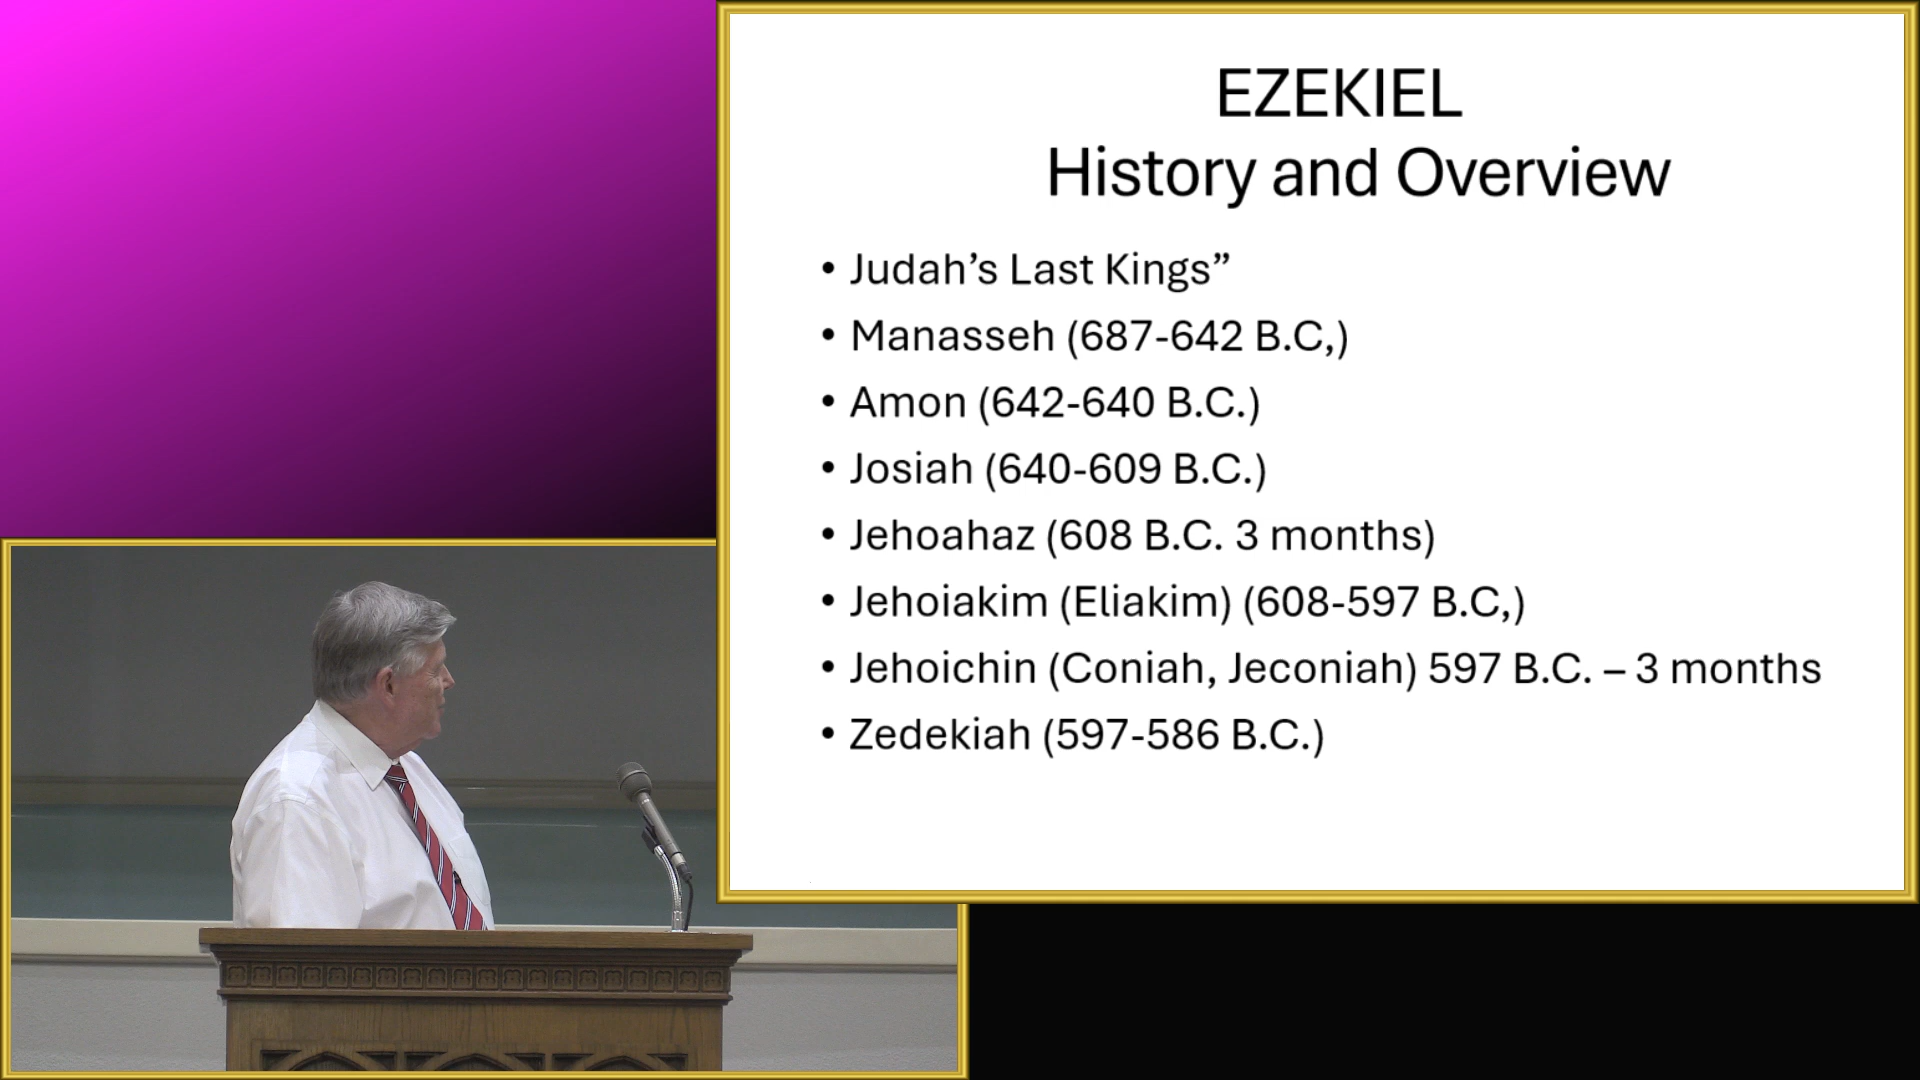 EZEKIEL
History and Overview
• Judah’s Last Kings”
• Manasseh (687-642 B.C,)
• Amon (642-640 B.C.)
• Josiah (640-609 B.C.)
• Jehoahaz (608 B.C. 3 months)
• Jehoiakim (Eliakim) (608-597 B.C,)
• Jehoichin (Coniah, Jeconiah) 597 B.C. – 3 months
• Zedekiah (597-586 B.C.)